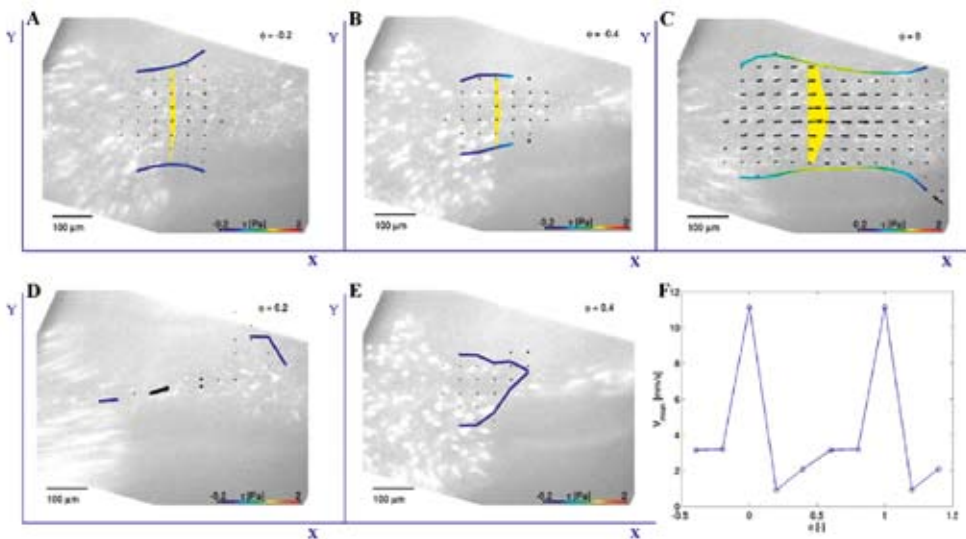 A
Y
ϕ = -0.2
100 µm
-0.2 τ [Pa] 2
X
B
Y
ϕ = -0.4
100 µm
-0.2 τ [Pa] 2
X
C
ϕ = 0
100 µm
-0.2 τ [Pa] 2
X
D
Y
ϕ = 0.2
100 µm
-0.2 τ [Pa] 2
X
E
Y
ϕ = 0.4
100 µm
-0.2 τ [Pa] 2
X
F
12
10
8
6
4
2
0
-0.5 0 0.5 1 1.5
ϕ [-]